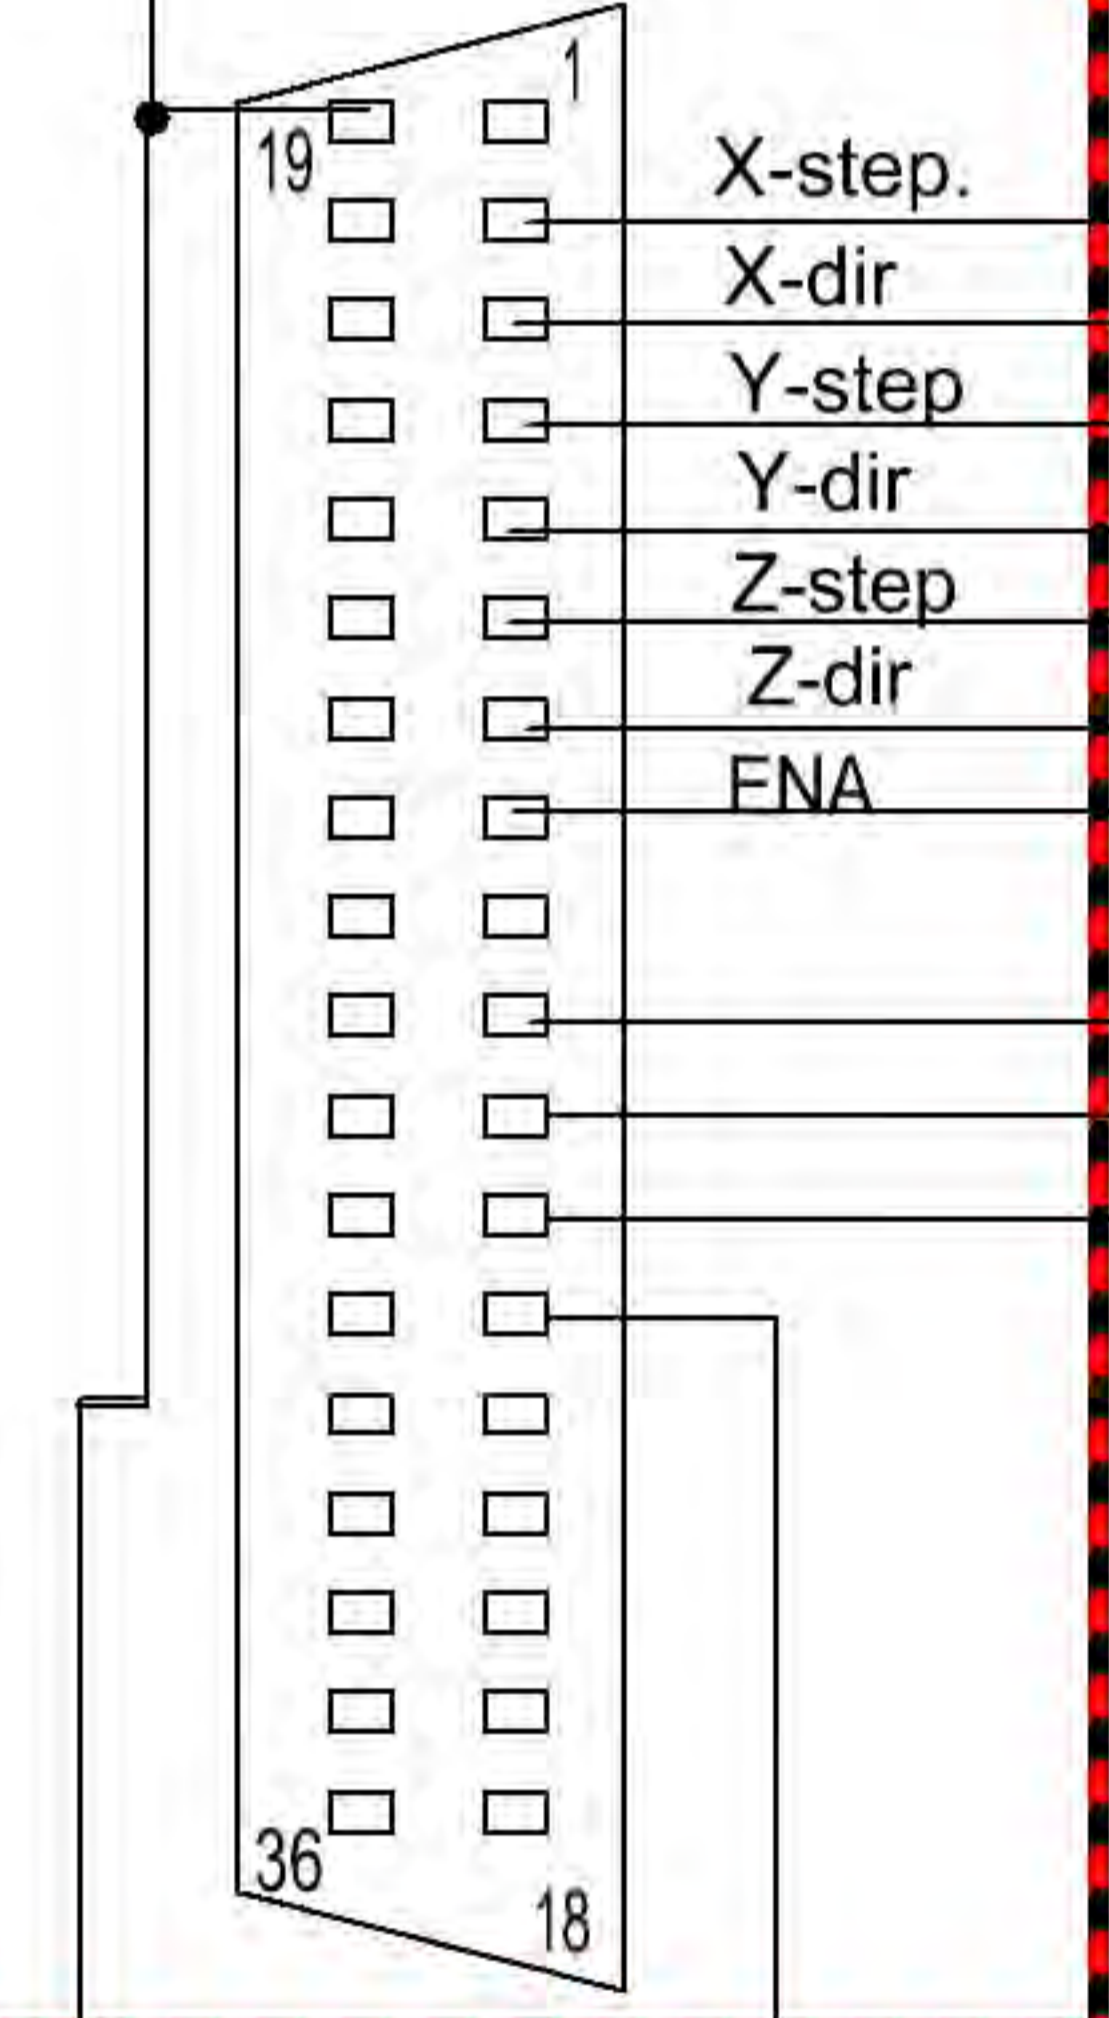 1
19
X-step.
X-dir
Y-step
Y-dir
Z-step
Z-dir
ENA
36
18